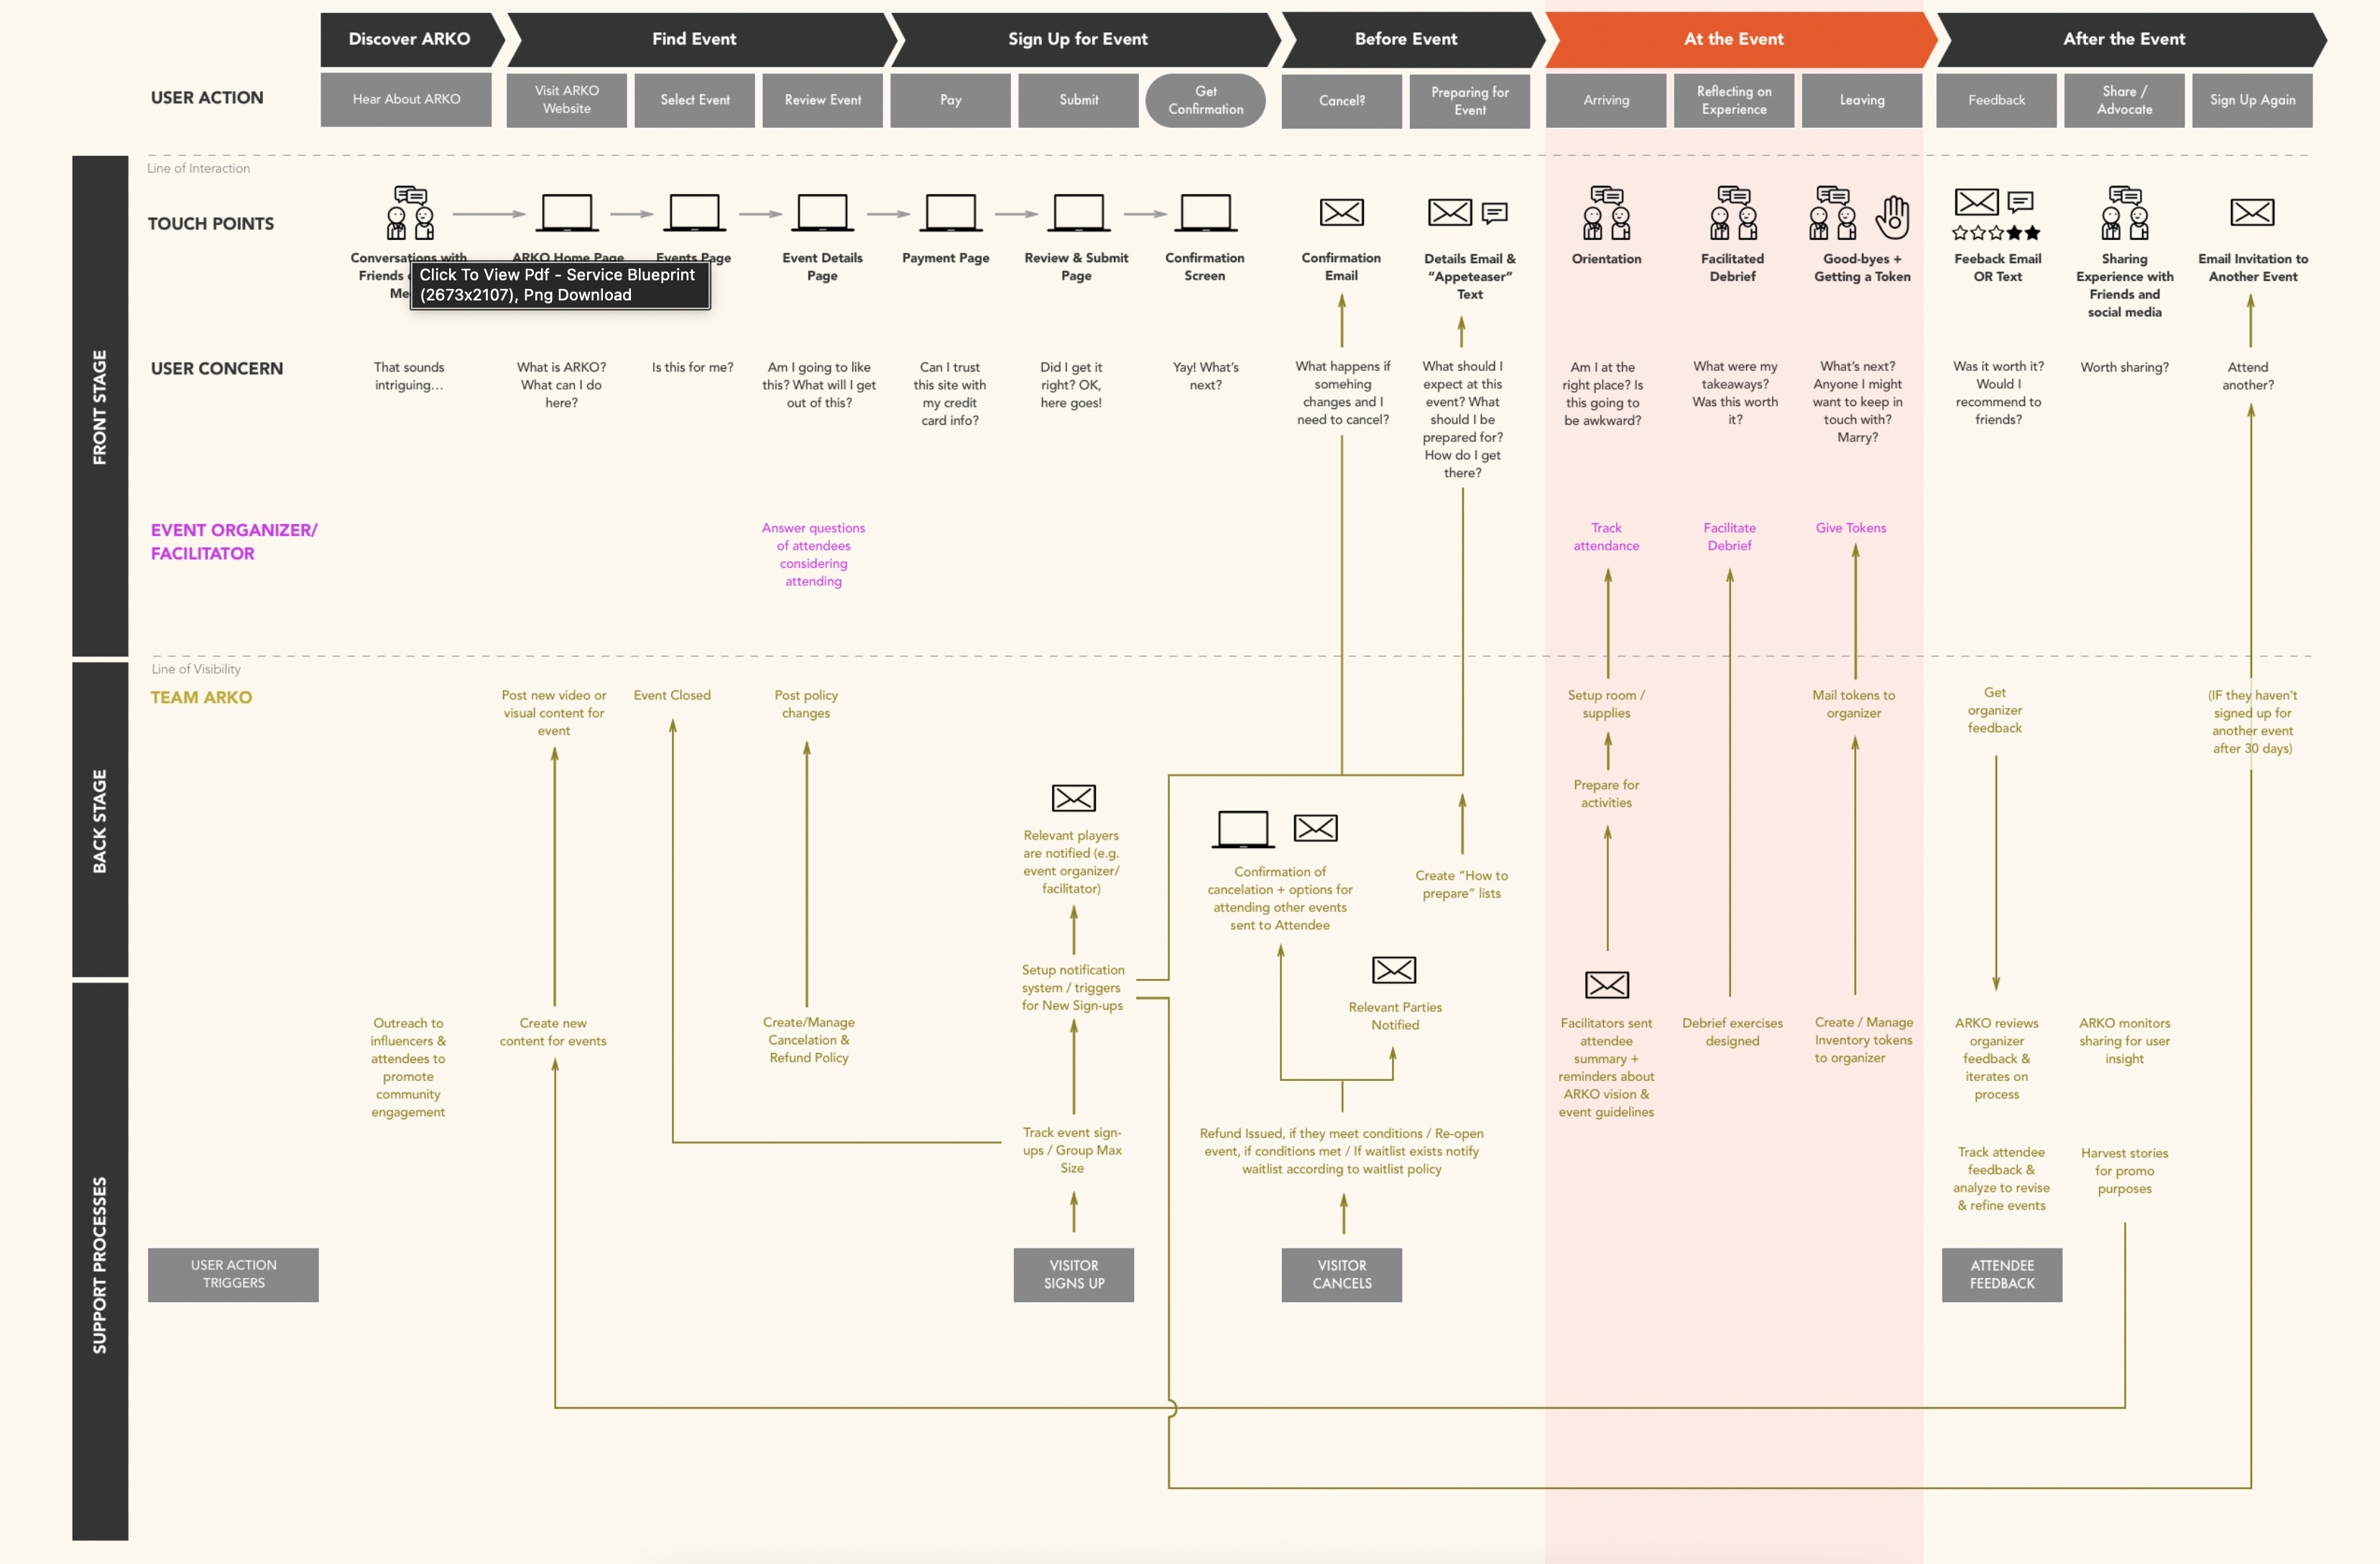 Discover ARKO
Find Event
Sign Up for Event
Before Event
At the Event
After the Event
USER ACTION
Hear About ARKO
Visit ARKO
Website
Select Event
Review Event
Pay
Submit
Get
Confirmation
Cancel?
Preparing for
Event
Arriving
Reflecting on
Experience
Leaving
Feedback
Share /
Advocate
Sign Up Again
FRONT STAGE
Line of Interaction
TOUCH POINTS
Conversations with
Friends
ARKO Home Page
Events Page
Click To View Pdf - Service Blueprint
(2673x2107), Png Download
Event Details
Page
Payment Page
Review & Submit
Page
Confirmation
Screen
Confirmation
Email
Details Email &
“Appeteaser”
Text
Orientation
Facilitated
Debrief
Good-byes +
Getting a Token
Feeback Email
OR Text
Sharing
Experience with
Friends and
social media
Email Invitation to
Another Event
USER CONCERN
That sounds
intriguing...
What is ARKO?
What can I do
here?
Is this for me?
Am I going to like
this? What will I get
out of this?
Can I trust
this site with
my credit
card info?
Did I get it
right? OK,
here goes!
Yay! What's
next?
What happens if
somehing
changes and I
need to cancel?
What should I
expect at this
event? What
should I be
prepared for?
How do I get
there?
Am I at the
right place? Is
this going to
be awkward?
What were my
takeaways?
Was this worth
it?
What's next?
Anyone I might
want to keep in
touch with?
Marry?
Was it worth it?
Would I
recommend to
friends?
Worth sharing?
Attend
another?
EVENT ORGANIZER/
FACILITATOR
Answer questions
of attendees
considering
attending
Track
attendance
Facilitate
Debrief
Give Tokens
BACK STAGE
Line of Visibility
TEAM ARKO
Post new video or
visual content for
event
Event Closed
Post policy
changes
Relevant players
are notified (e.g.
event organizer/
facilitator)
Setup notification
system / triggers
for New Sign-ups
Confirmation of
cancelation + options for
attending other events
sent to Attendee
Create “How to
prepare” lists
Relevant Parties
Notified
Setup room /
supplies
Prepare for
activities
Mail tokens to
organizer
Get
organizer
feedback
(IF they haven't
signed up for
another event
after 30 days)
SUPPORT PROCESSES
Outreach to
influencers &
attendees to
promote
community
engagement
Create new
content for events
Create/Manage
Cancelation &
Refund Policy
Track event sign-
ups / Group Max
Size
Refund Issued, if they meet conditions / Re-open
event, if conditions met / If waitlist exists notify
waitlist according to waitlist policy
Facilitators sent
attendee
summary +
reminders about
ARKO vision &
event guidelines
Debrief exercises
designed
Create / Manage
Inventory tokens
to organizer
ARKO reviews
organizer
feedback &
iterates on
process
ARKO monitors
sharing for user
insight
Track attendee
feedback &
analyze to revise
& refine events
Harvest stories
for promo
purposes
USER ACTION
TRIGGERS
VISITOR
SIGNS UP
VISITOR
CANCELS
ATTENDEE
FEEDBACK